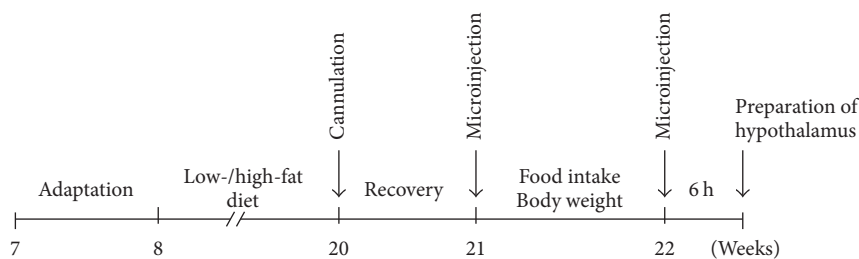 Cannulation
Microinjection
Microinjection
Preparation of
hypothalamus
Adaptation
Low-/high-fat
diet
Recovery
Food intake
Body weight
6 h
7 8 20 21 22 (Weeks)